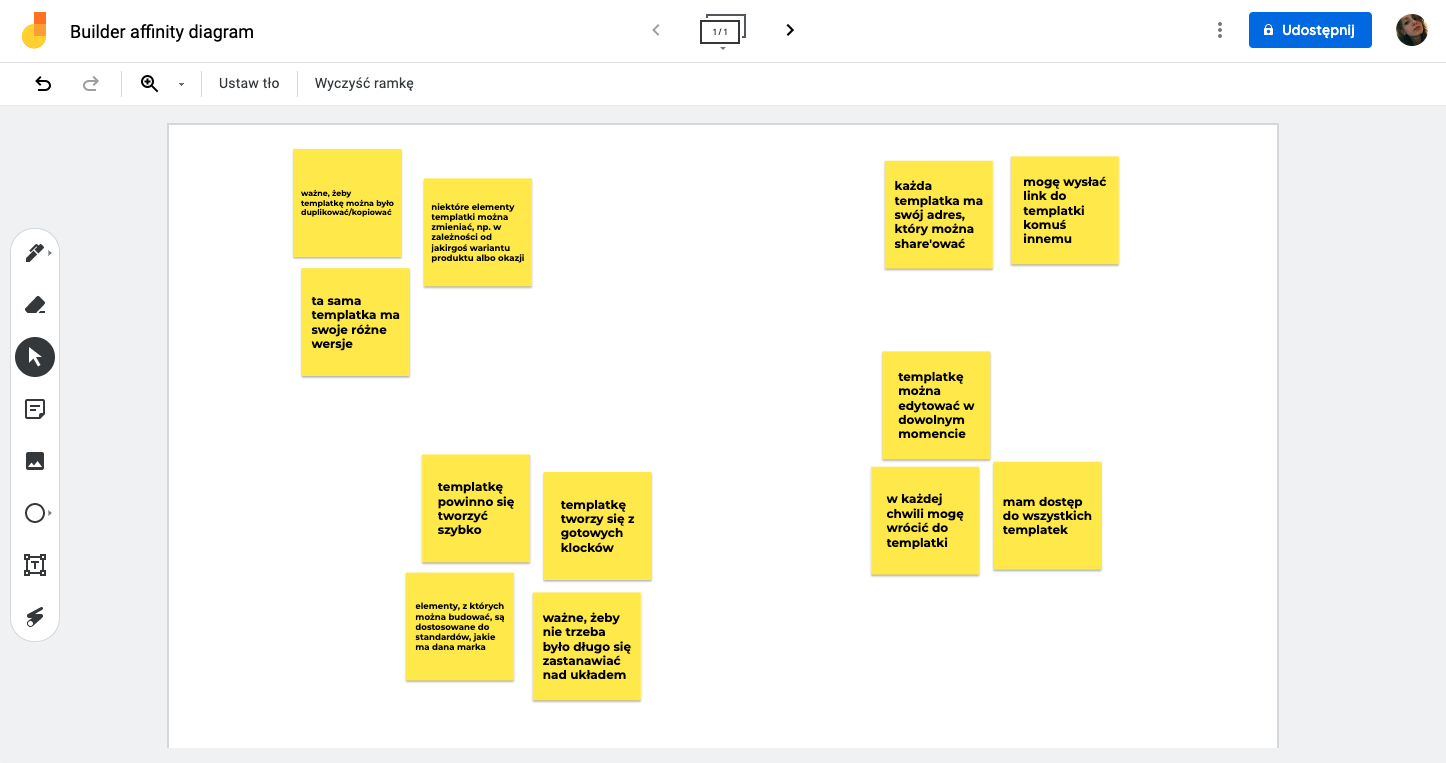 Builder affinity diagram
1/1
Udostępnij
Ustaw tło
Wyczyść ramkę
ważne, żeby
templatkę można było
duplikować/kopiować
niektóre elementy
templatki można
zmieniać, np. w
zależności od
jakirgoś wariantu
produktu albo okazji
ta sama
templatka ma
swoje różne
wersje
każda
templatka ma
swój adres,
który można
share'ować
mogę wysłać
link do
templatki
komuś
innemu
templatkę
można
edytować w
dowolnym
momencie
w każdej
chwili mogę
wrócić do
templatki
mam dostęp
do wszystkich
templatek
templatkę
powinno się
tworzyć
szybko
templatkę
tworzy się z
gotowych
klocków
elementy, z których
można budować, są
dostosowane do
standardów, jakie
ma dana marka
ważne, żeby
nie trzeba
było długo się
zastanawiać
nad układem